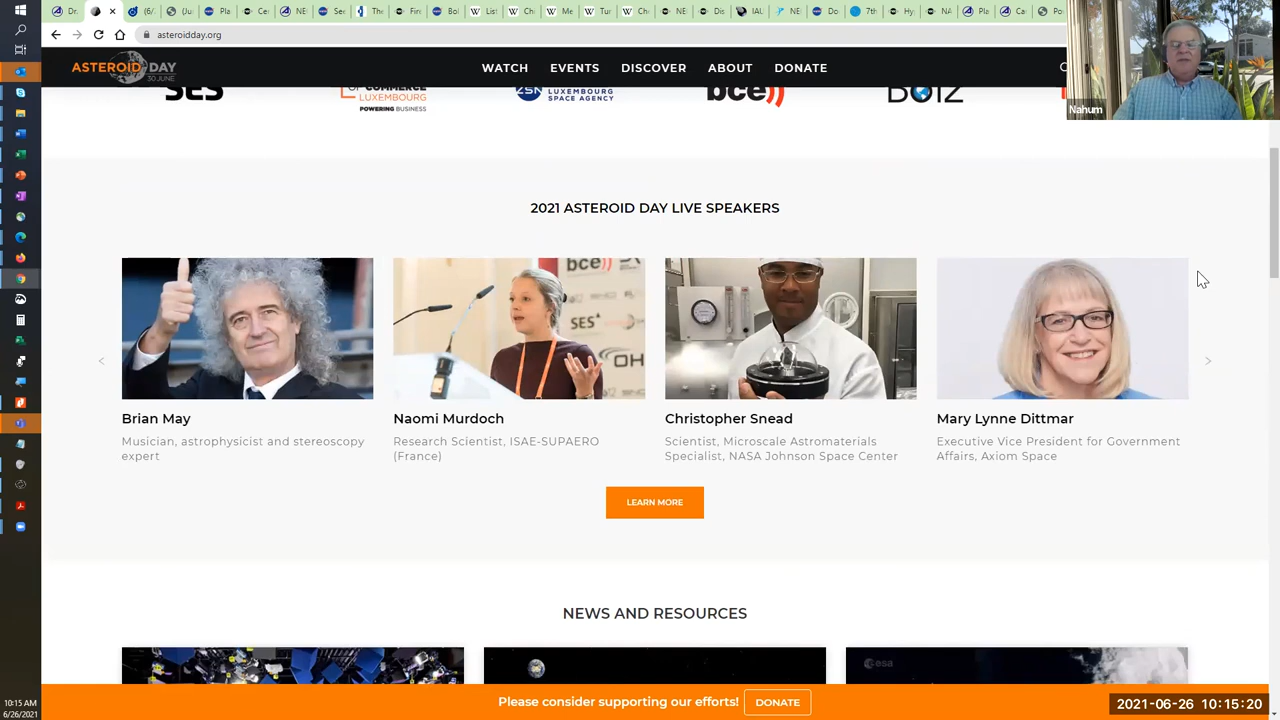 asteroidday.org
ASTEROID DAY
30 JUNE
WATCH EVENTS DISCOVER ABOUT DONATE
Nahum
SES
OF COMMERCE
LUXEMBOURG
POWERING BUSINESS
LUXEMBOURG
SPACE AGENCY
bce
2021 ASTEROID DAY LIVE SPEAKERS
bce
SES
OH
Brian May
Musician, astrophysicist and stereoscopy
expert
Naomi Murdoch
Research Scientist, ISAE-SUPAERO
(France)
Christopher Snead
Scientist, Microscale Astromaterials
Specialist, NASA Johnson Space Center
Mary Lynne Dittmar
Executive Vice President for Government
Affairs, Axiom Space
LEARN MORE
NEWS AND RESOURCES
esa
Please consider supporting our efforts! DONATE
10:15 AM
6/26/2021
2021-06-26 10:15:20